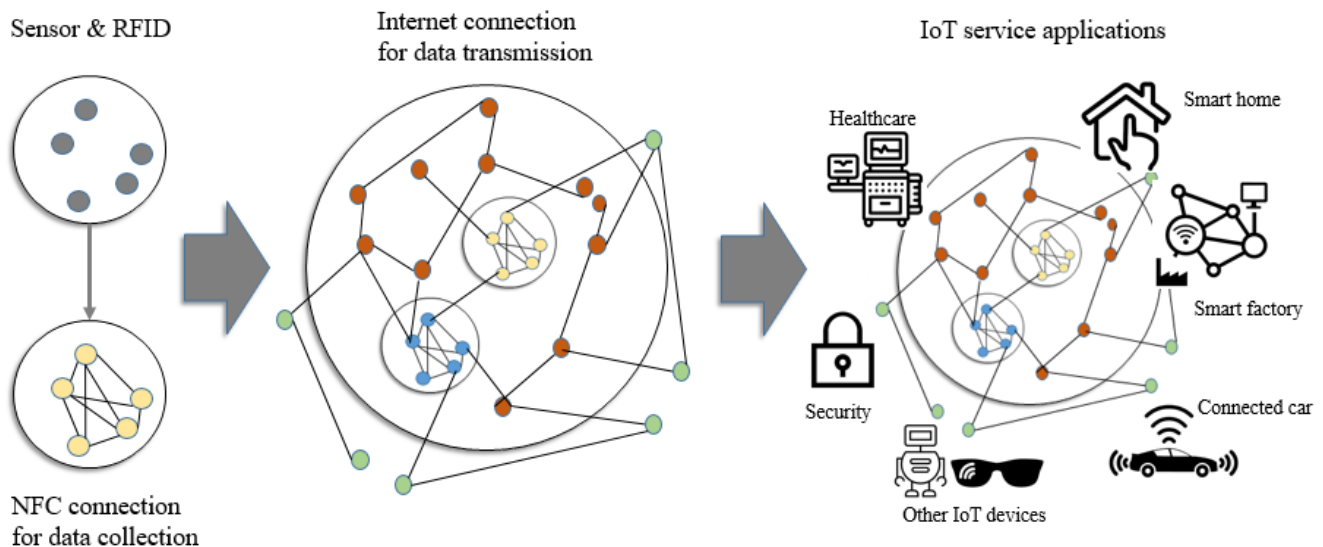 Sensor & RFID
NFC connection
for data collection
Internet connection
for data transmission
IoT service applications
Healthcare
Smart home
Smart factory
Security
Connected car
Other IoT devices